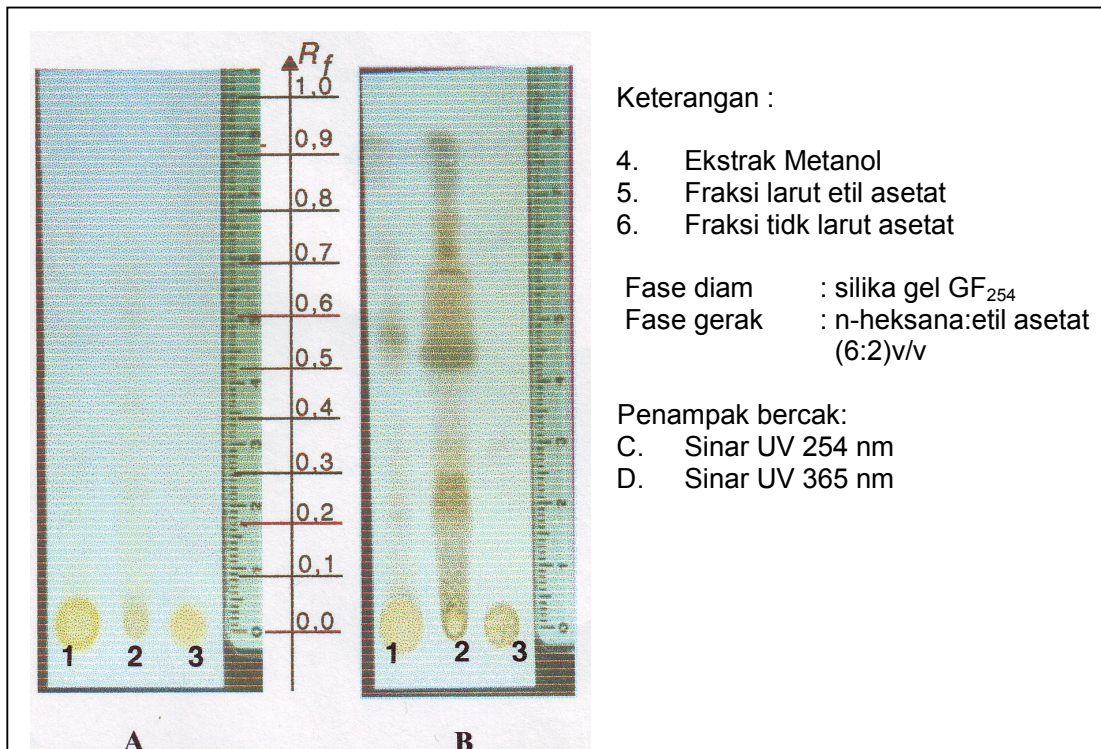 R_f
1,0
0,9
0,8
0,7
0,6
0,5
0,4
0,3
0,2
0,1
0,0
1 2 3
1 2 3
A B
Keterangan :
4. Ekstrak Metanol
5. Fraksi larut etil asetat
6. Fraksi tidk larut asetat
Fase diam : silika gel GF₂₅₄
Fase gerak : n-heksana:etil asetat
(6:2)v/v
Penampak bercak:
C. Sinar UV 254 nm
D. Sinar UV 365 nm